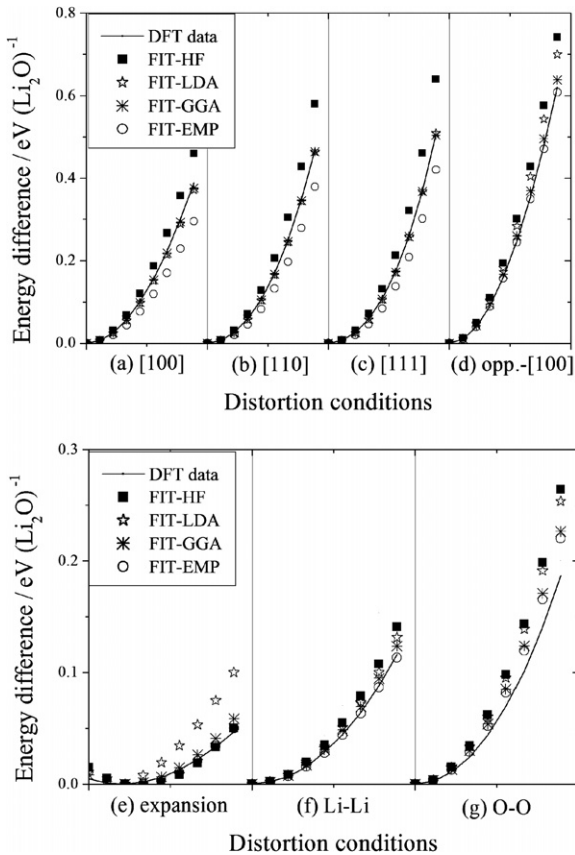 Energy difference / eV (Li₂O)⁻¹
0.8
0.6
0.4
0.2
0.0
DFT data
FIT-HF
FIT-LDA
FIT-GGA
FIT-EMP
(a) [100]
(b) [110]
(c) [111]
(d) opp.-[100]
Distortion conditions
Energy difference / eV (Li₂O)⁻¹
0.3
0.2
0.1
0.0
DFT data
FIT-HF
FIT-LDA
FIT-GGA
FIT-EMP
(e) expansion
(f) Li-Li
(g) O-O
Distortion conditions